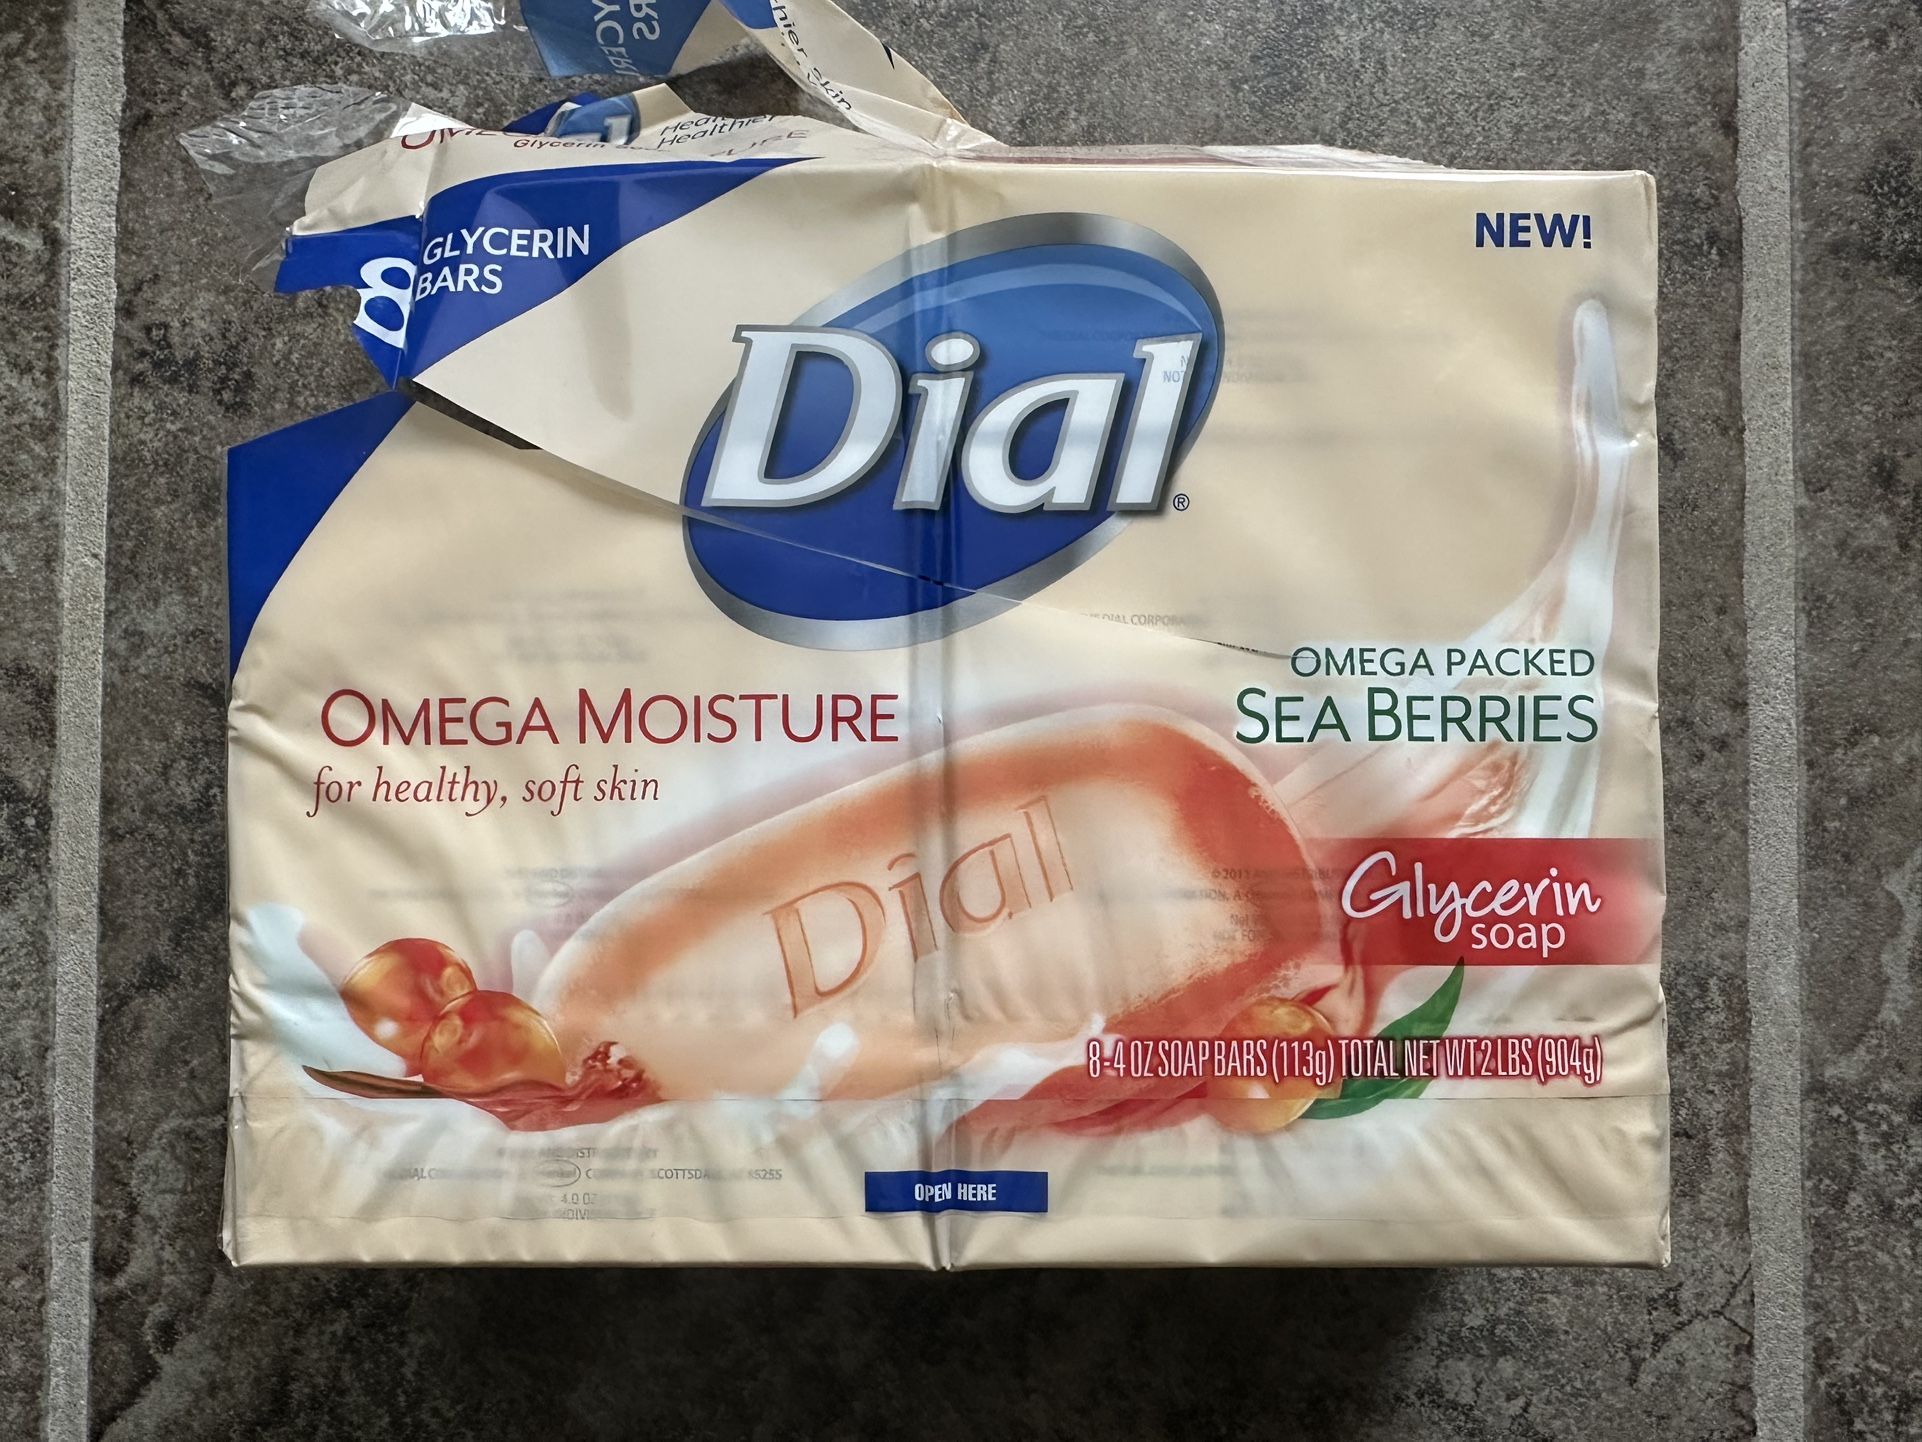 8 GLYCERIN
BARS
NEW!
Dial®
OMEGA MOISTURE
for healthy, soft skin
OMEGA PACKED
SEA BERRIES
Dial
Glycerin
soap
8-4 OZ SOAP BARS (113g) TOTAL NET WT 2 LBS (904g)
OPEN HERE